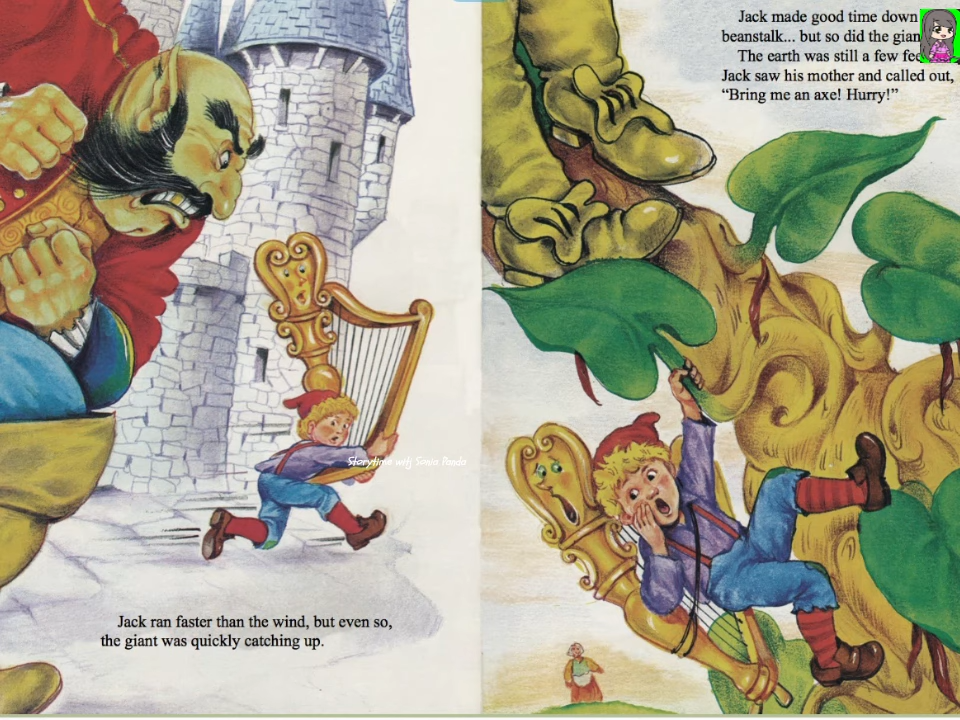 Jack ran faster than the wind, but even so,
the giant was quickly catching up.
Storytime with Sonia Panda
Jack made good time down
beanstalk... but so did the
The earth was still a few
Jack saw his mother and called out,
“Bring me an axe! Hurry!”